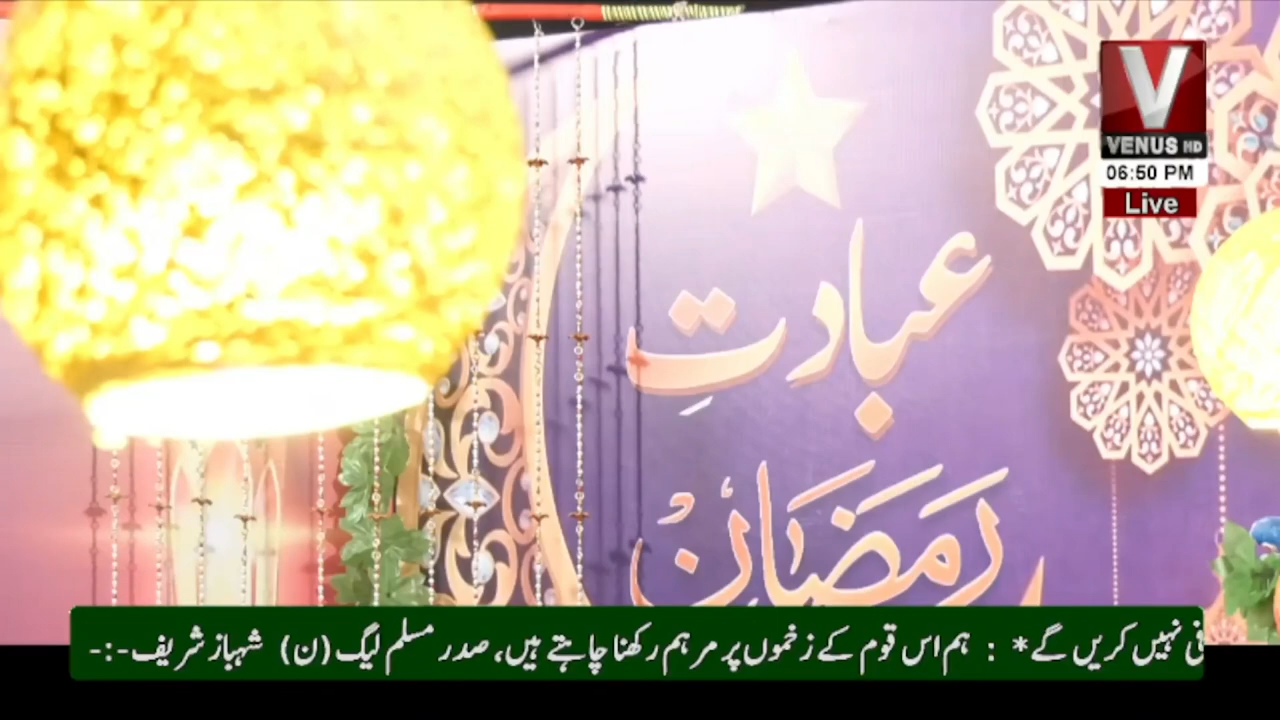 V
VENUS HD
06:50 PM
Live
عبادتِ
رمضان
نہیں کریں گے* : ہم اس قوم کے زخموں پر مرہم رکھنا چاہتے ہیں، صدر مسلم لیگ (ن) شہباز شریف-:-